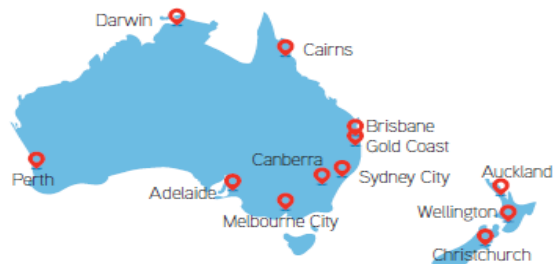 Darwin
Cairns
Brisbane
Gold Coast
Canberra
Sydney City
Perth
Adelaide
Auckland
Melbourne City
Wellington
Christchurch